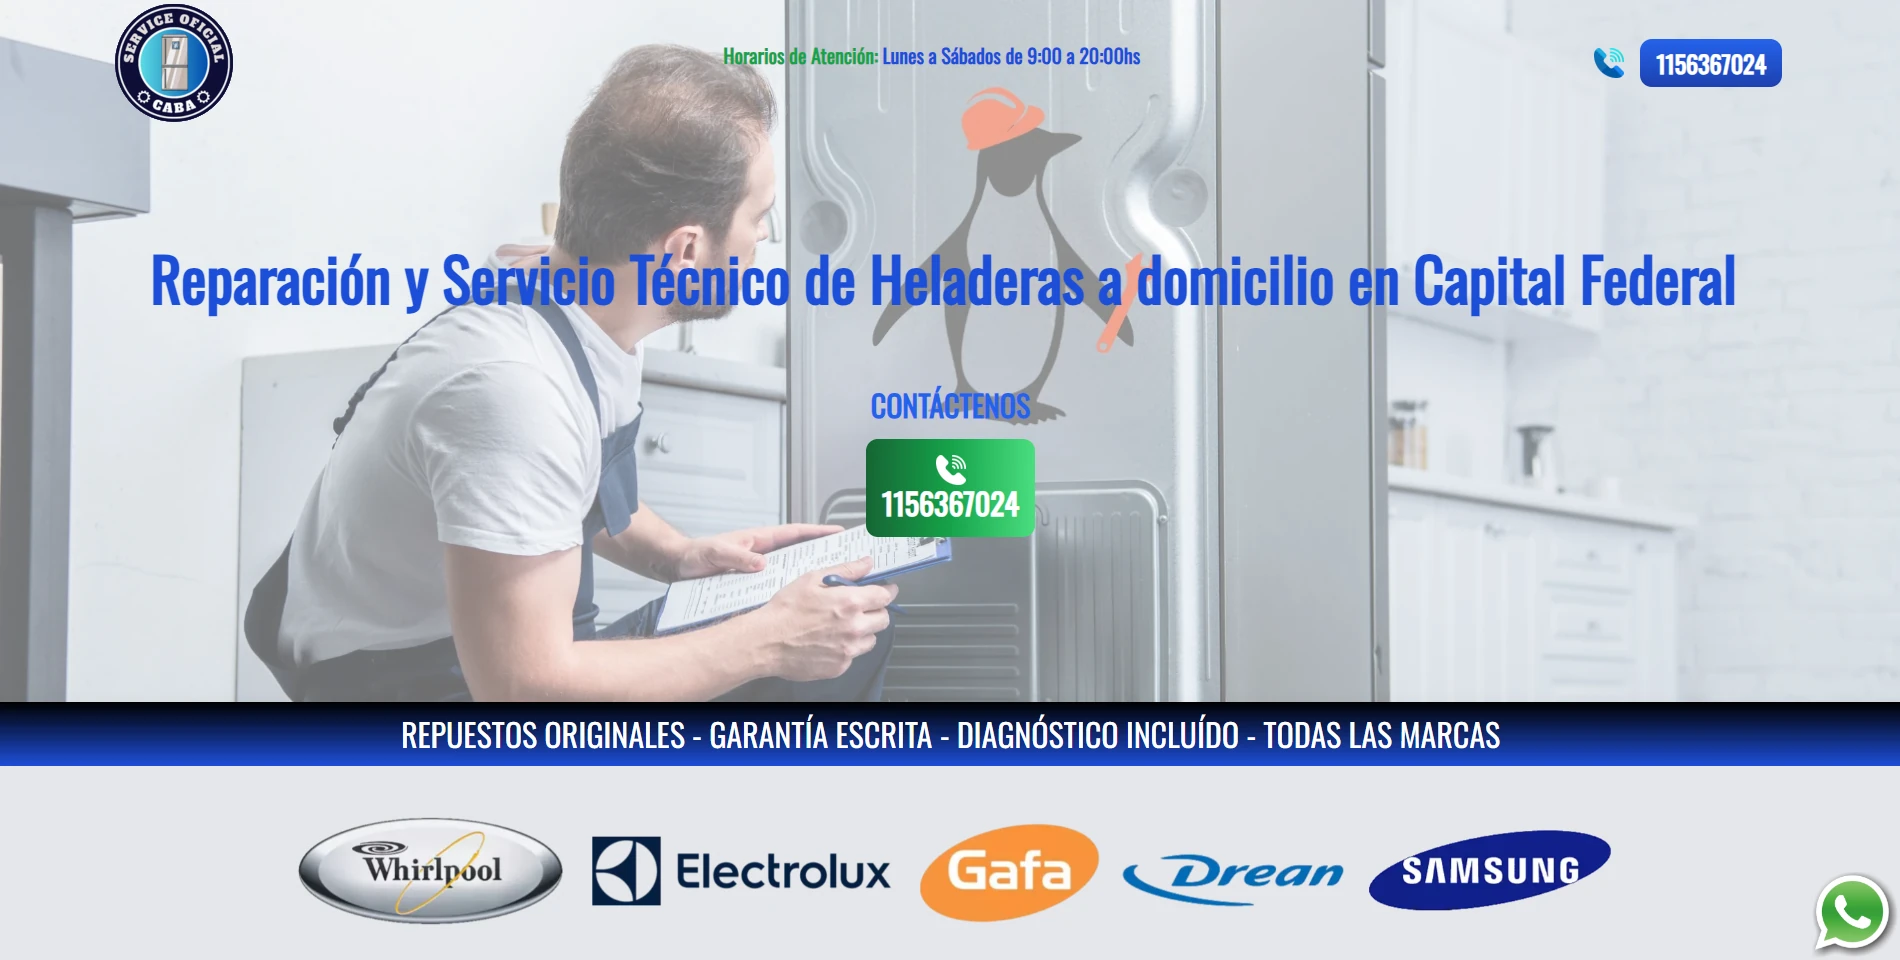 SERVICE OFICIAL
CABA
Horarios de Atención: Lunes a Sábados de 9:00 a 20:00hs
1156367024
Reparación y Servicio Técnico de Heladeras a domicilio en Capital Federal
CONTÁCTENOS
1156367024
REPUESTOS ORIGINALES - GARANTÍA ESCRITA - DIAGNÓSTICO INCLUÍDO - TODAS LAS MARCAS
Whirlpool
Electrolux
Gafa
Drean
SAMSUNG